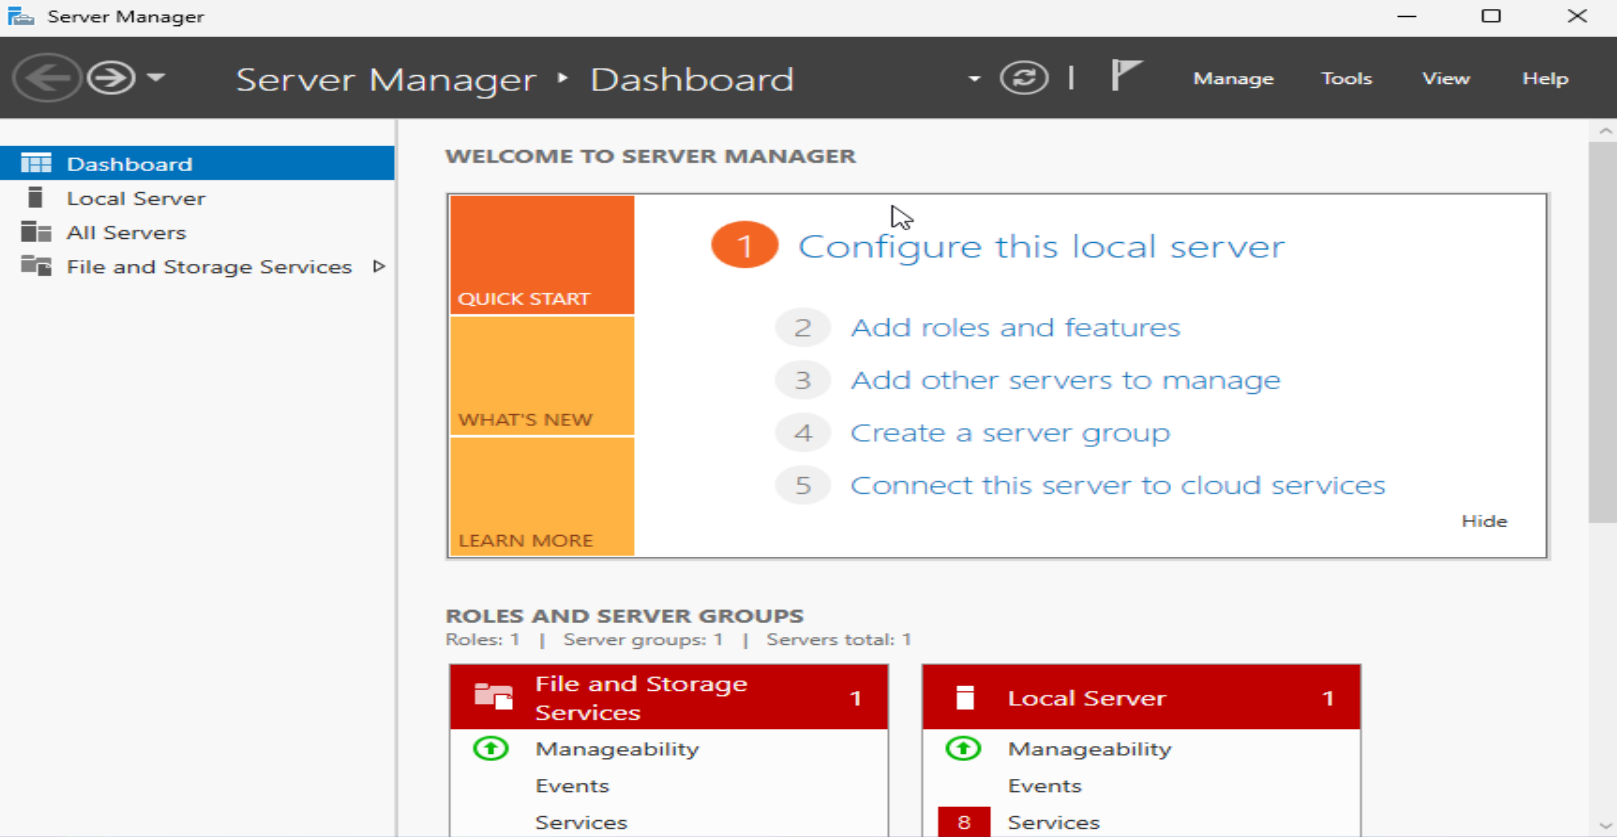 Server Manager
Server Manager ‣ Dashboard
Manage Tools View Help
Dashboard
Local Server
All Servers
File and Storage Services
WELCOME TO SERVER MANAGER
QUICK START
WHAT'S NEW
LEARN MORE
1 Configure this local server
2 Add roles and features
3 Add other servers to manage
4 Create a server group
5 Connect this server to cloud services
Hide
ROLES AND SERVER GROUPS
Roles: 1 | Server groups: 1 | Servers total: 1
File and Storage
Services 1
Manageability
Events
Services
Local Server 1
Manageability
Events
8 Services